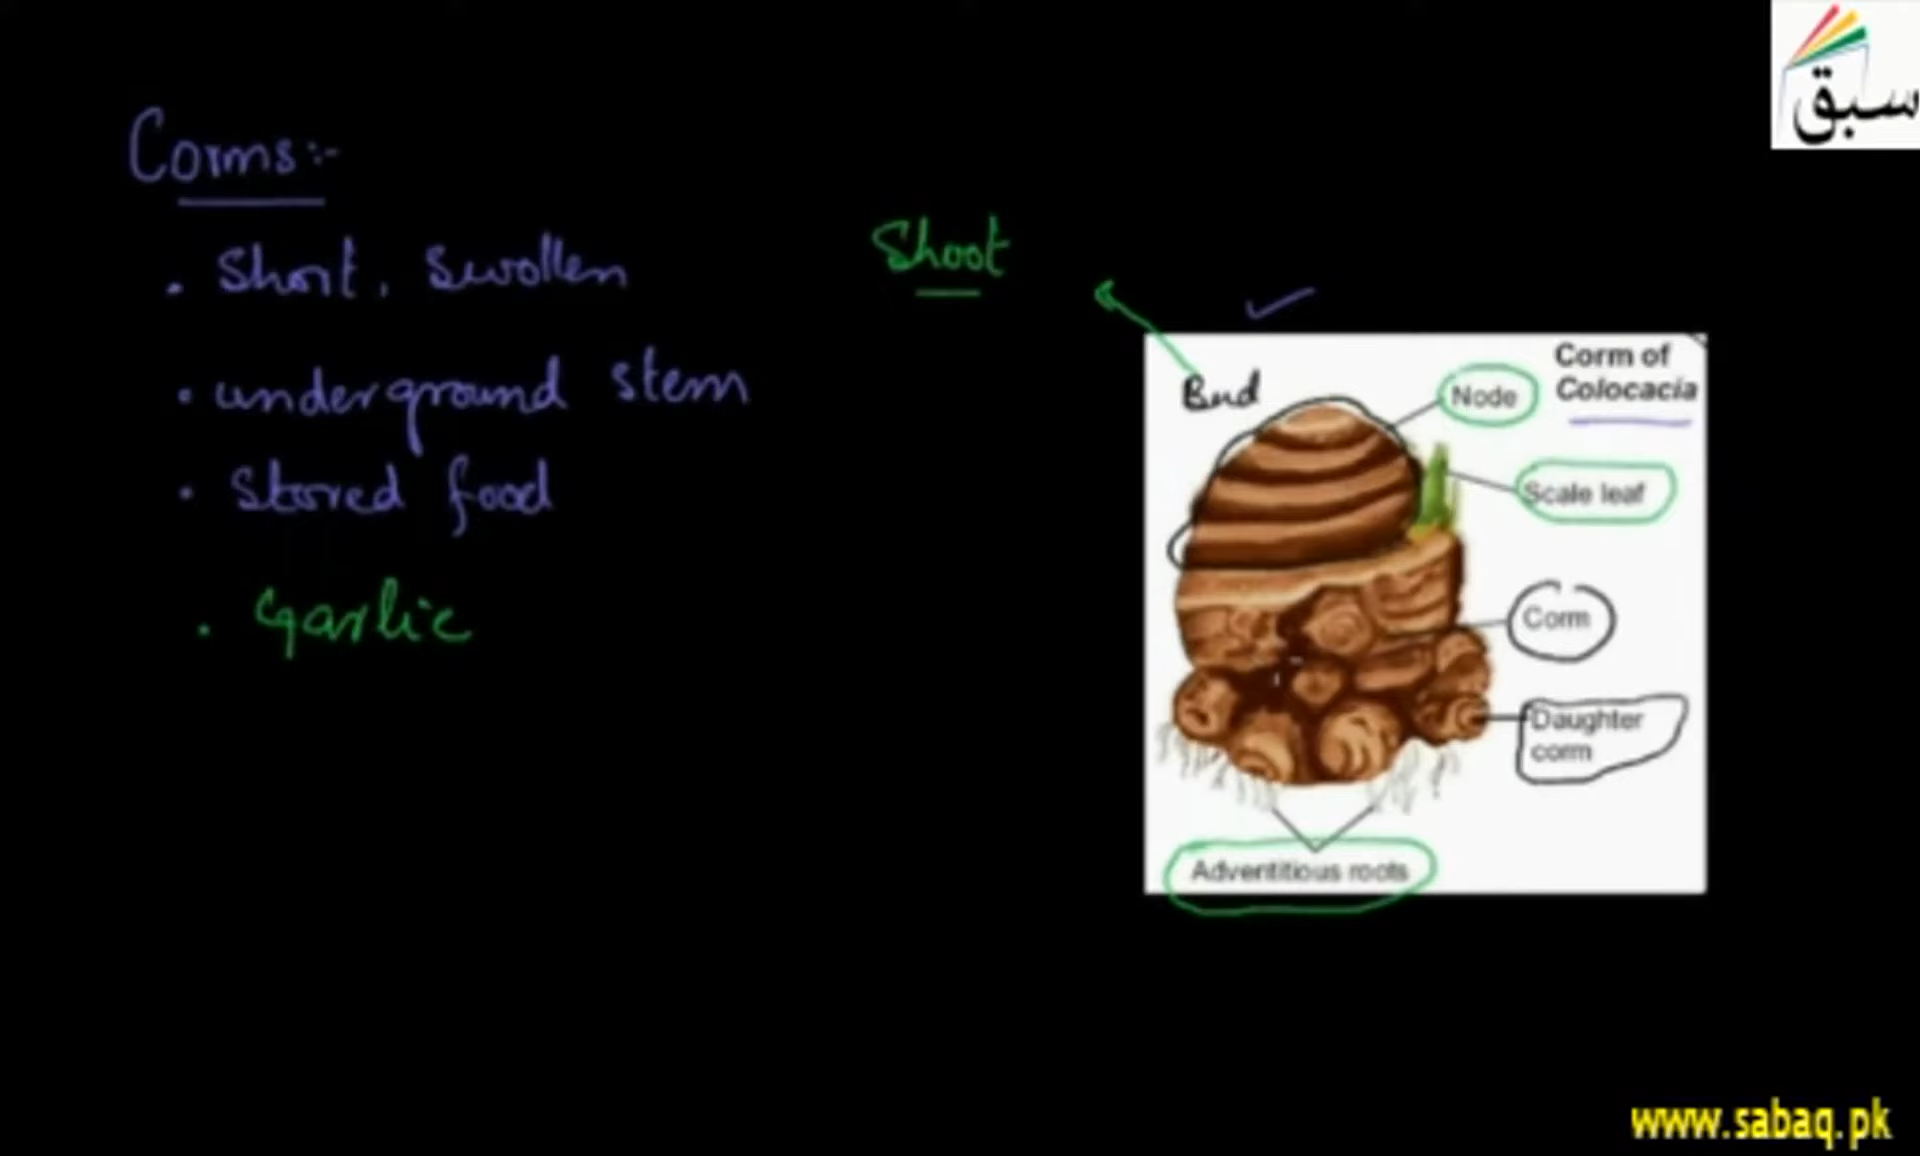 سبق
Corms:-
. Short, Swollen
Shoot
. underground stem
Bud
Node
Corm of
Colocacia
. Stored food
Scale leaf
. Garlic
Corm
Daughter
corm
Adventitious roots
www.sabaq.pk